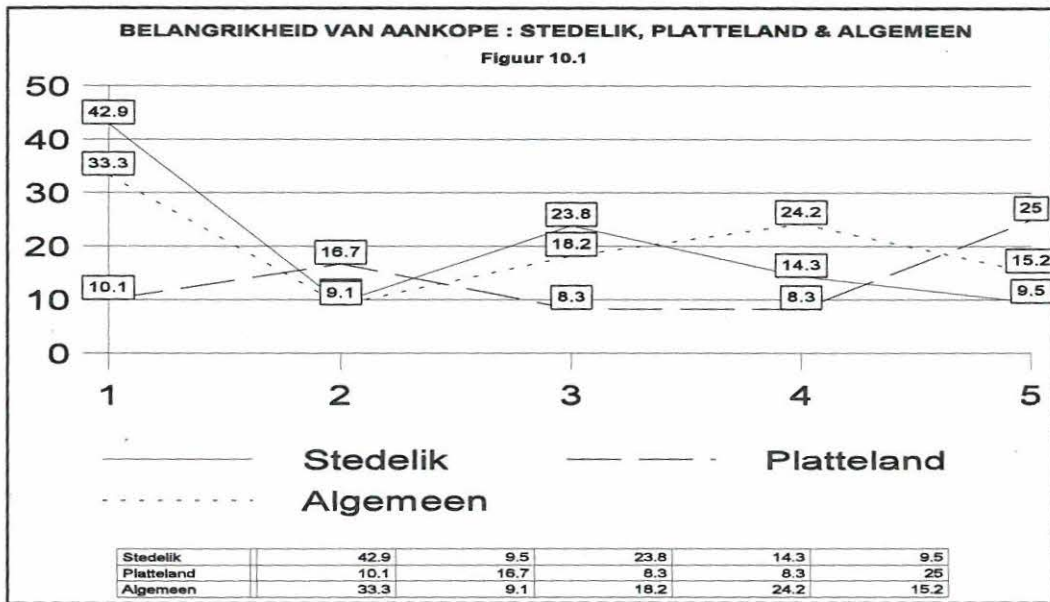 BELANGRIKHEID VAN AANKOPE : STEDELIK, PLATTELAND & ALGEMEEN
Figuur 10.1
50
40
30
20
10
0
42.9
33.3
10.1
16.7
9.1
23.8
18.2
8.3
24.2
14.3
8.3
25
15.2
9.5
1 2 3 4 5
Stedelik Platteland
Algemeen
Stedelik 42.9 9.5 23.8 14.3 9.5
Platteland 10.1 16.7 8.3 8.3 25
Algemeen 33.3 9.1 18.2 24.2 15.2